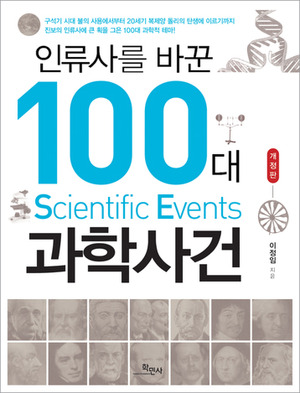 구석기 시대 불의 사용에서부터 20세기 복제양 돌리의 탄생에 이르기까지
진보의 인류사에 큰 획을 그은 100대 과학적 테마!
인류사를 바꾼
100대
개정판
Scientific Events
과학사건
이정임 지음
학민사